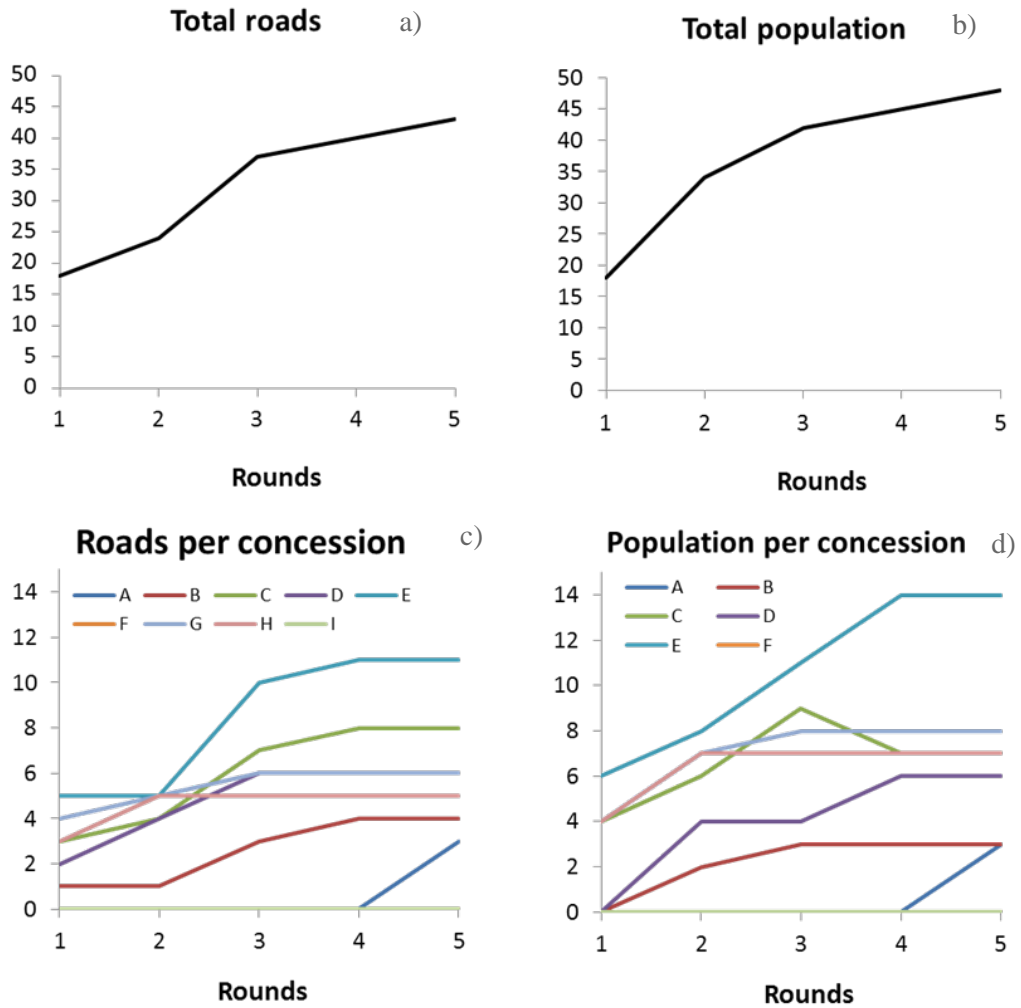 Total roads a)
50
45
40
35
30
25
20
15
10
5
0
1 2 3 4 5
Rounds
Total population b)
50
45
40
35
30
25
20
15
10
5
0
1 2 3 4 5
Rounds
Roads per concession c)
A B C D E
F G H I
14
12
10
8
6
4
2
0
1 2 3 4 5
Rounds
Population per concession d)
A B
C D
E F
14
12
10
8
6
4
2
0
1 2 3 4 5
Rounds